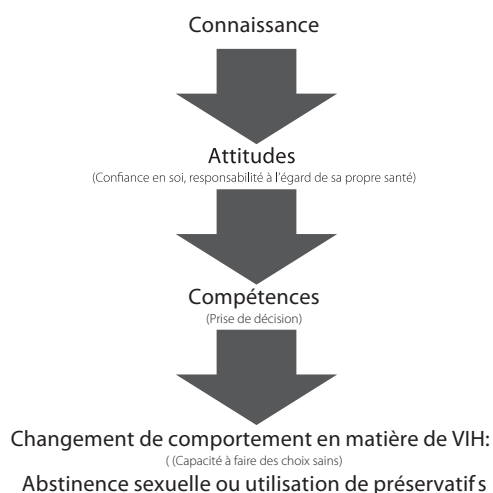 Connaissance
Attitudes
(Confiance en soi, responsabilité à l'égard de sa propre santé)
Compétences
(Prise de décision)
Changement de comportement en matière de VIH:
( (Capacité à faire des choix sains)
Abstinence sexuelle ou utilisation de préservatifs